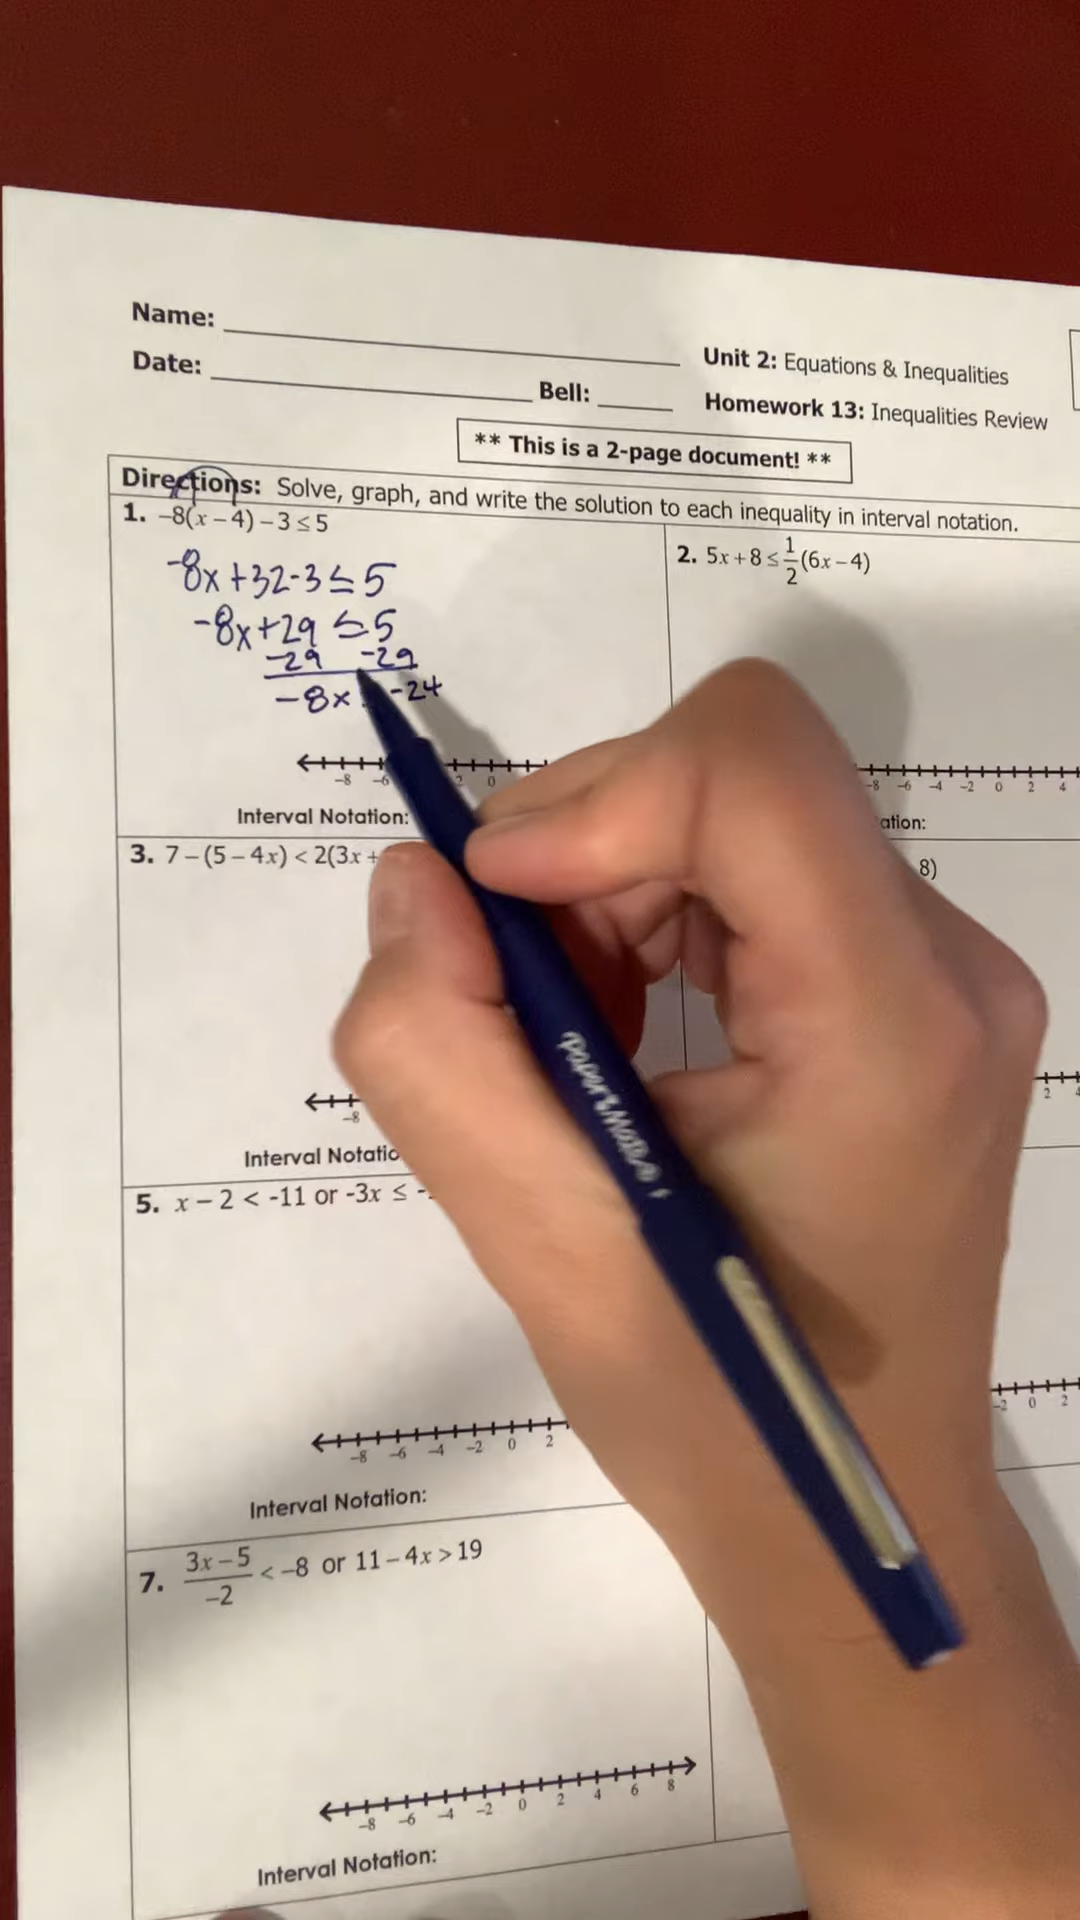 Name:
Date:
Bell:
Unit 2: Equations & Inequalities
Homework 13: Inequalities Review
** This is a 2-page document! **
Directions: Solve, graph, and write the solution to each inequality in interval notation.
1. -8(x - 4) - 3 ≤ 5
-8x + 32 - 3 ≤ 5
-8x + 29 ≤ 5
-29 -29
-8x -24
-8 -6 2 0
Interval Notation:
2. 5x + 8 ≤ 1/2 (6x - 4)
-8 -6 -4 -2 0 2 4
ation:
3. 7 - (5 - 4x) < 2(3x +
-8
Interval Notatio
8)
2 4
5. x - 2 < -11 or -3x ≤ -
-8 -6 -4 -2 0 2
Interval Notation:
-2 0 2
7. (3x - 5)/-2 < -8 or 11 - 4x > 19
-8 -6 -4 -2 0 2 4 6 8
Interval Notation:
PaperMate